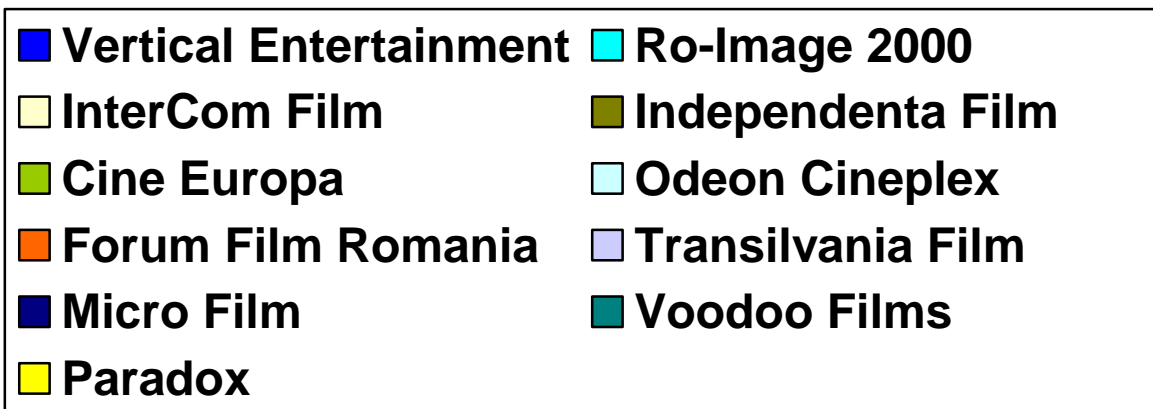 Vertical Entertainment Ro-Image 2000
InterCom Film Independenta Film
Cine Europa Odeon Cineplex
Forum Film Romania Transilvania Film
Micro Film Voodoo Films
Paradox